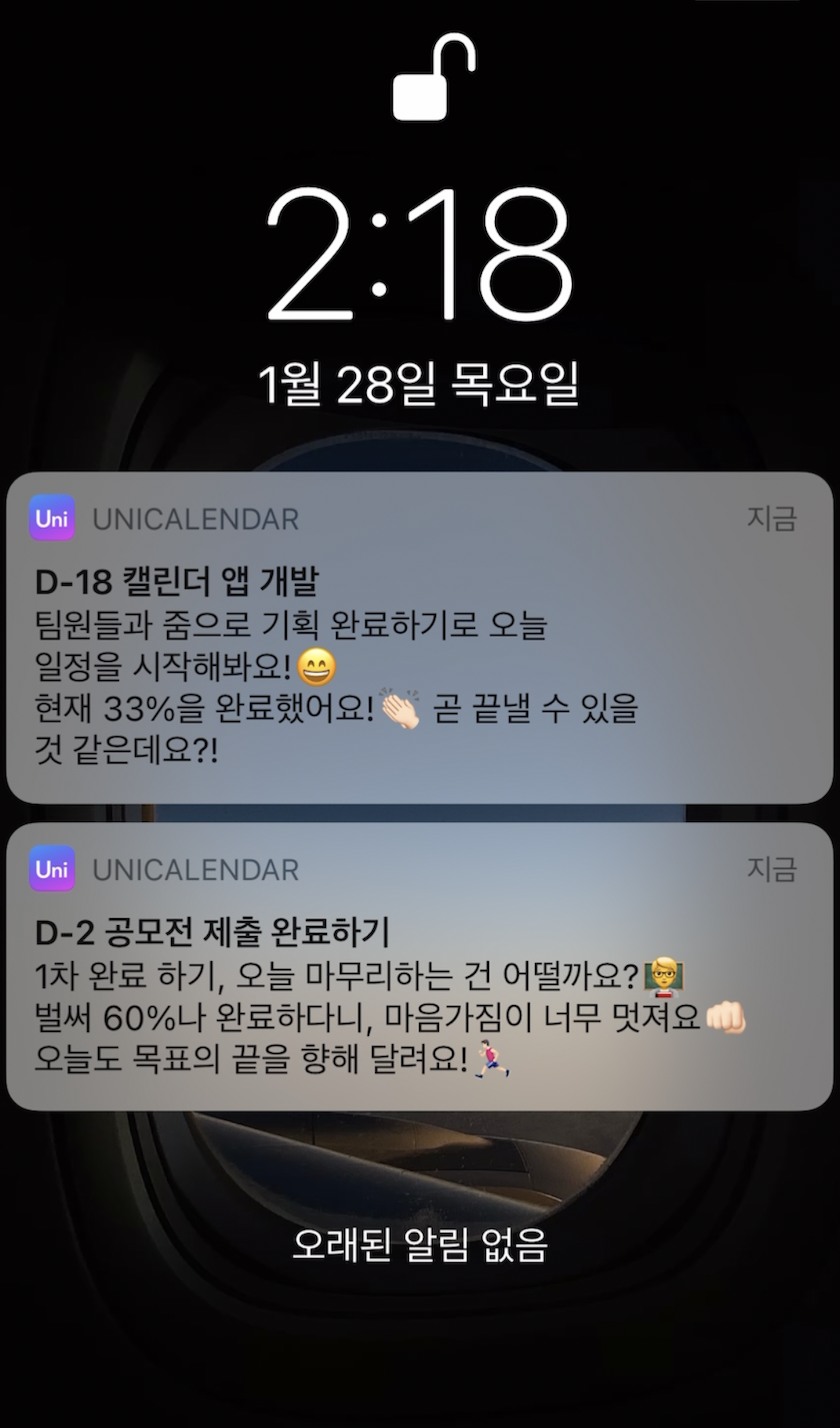 2:18
1월 28일 목요일
Uni UNICALENDAR 지금
D-18 캘린더 앱 개발
팀원들과 줌으로 기획 완료하기로 오늘
일정을 시작해봐요!😄
현재 33%을 완료했어요!👏🏻 곧 끝낼 수 있을
것 같은데요?!
Uni UNICALENDAR 지금
D-2 공모전 제출 완료하기
1차 완료 하기, 오늘 마무리하는 건 어떨까요?👨‍🏫
벌써 60%나 완료하다니, 마음가짐이 너무 멋져요👊🏻
오늘도 목표의 끝을 향해 달려요!🏃🏻
오래된 알림 없음